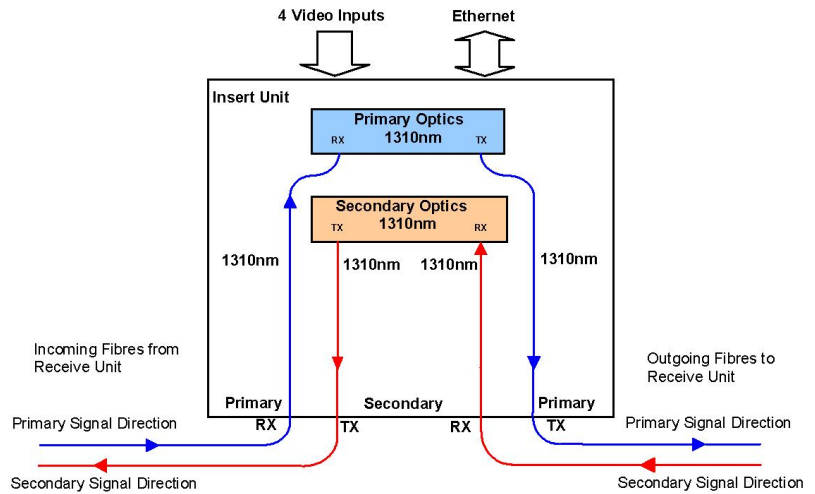 4 Video Inputs
Ethernet
Insert Unit
Primary Optics
RX 1310nm TX
Secondary Optics
TX 1310nm RX
1310nm
1310nm
1310nm
1310nm
Incoming Fibres from
Receive Unit
Outgoing Fibres to
Receive Unit
Primary
Secondary
Primary
RX
TX
RX
TX
Primary Signal Direction
Primary Signal Direction
Secondary Signal Direction
Secondary Signal Direction